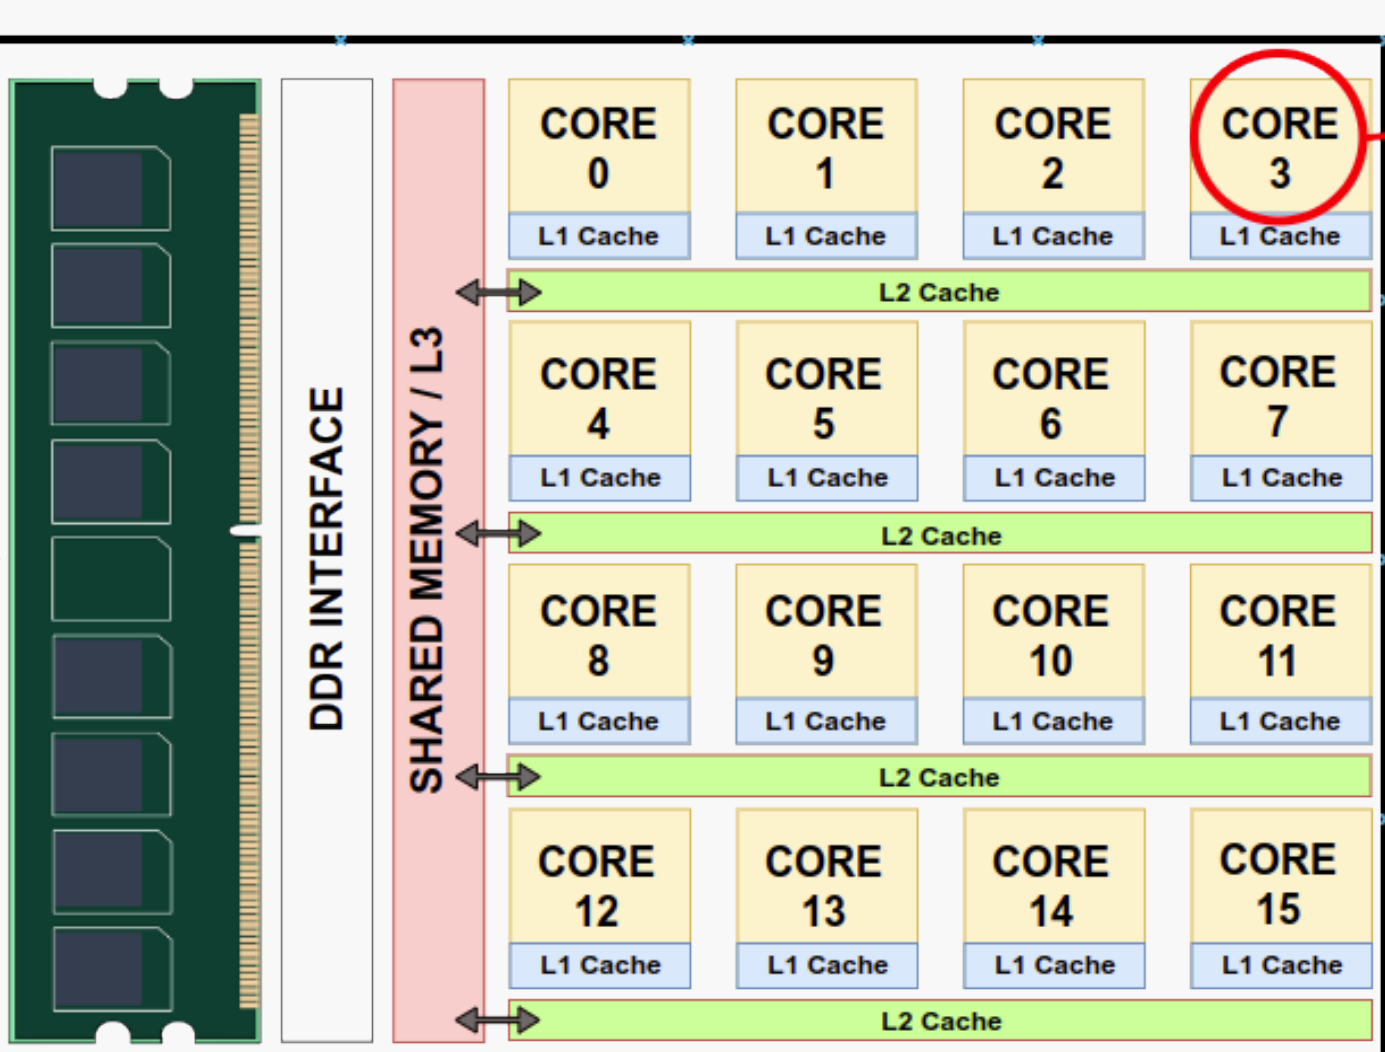 DDR INTERFACE
SHARED MEMORY / L3
CORE
0
L1 Cache
CORE
1
L1 Cache
CORE
2
L1 Cache
CORE
3
L1 Cache
L2 Cache
CORE
4
L1 Cache
CORE
5
L1 Cache
CORE
6
L1 Cache
CORE
7
L1 Cache
L2 Cache
CORE
8
L1 Cache
CORE
9
L1 Cache
CORE
10
L1 Cache
CORE
11
L1 Cache
L2 Cache
CORE
12
L1 Cache
CORE
13
L1 Cache
CORE
14
L1 Cache
CORE
15
L1 Cache
L2 Cache